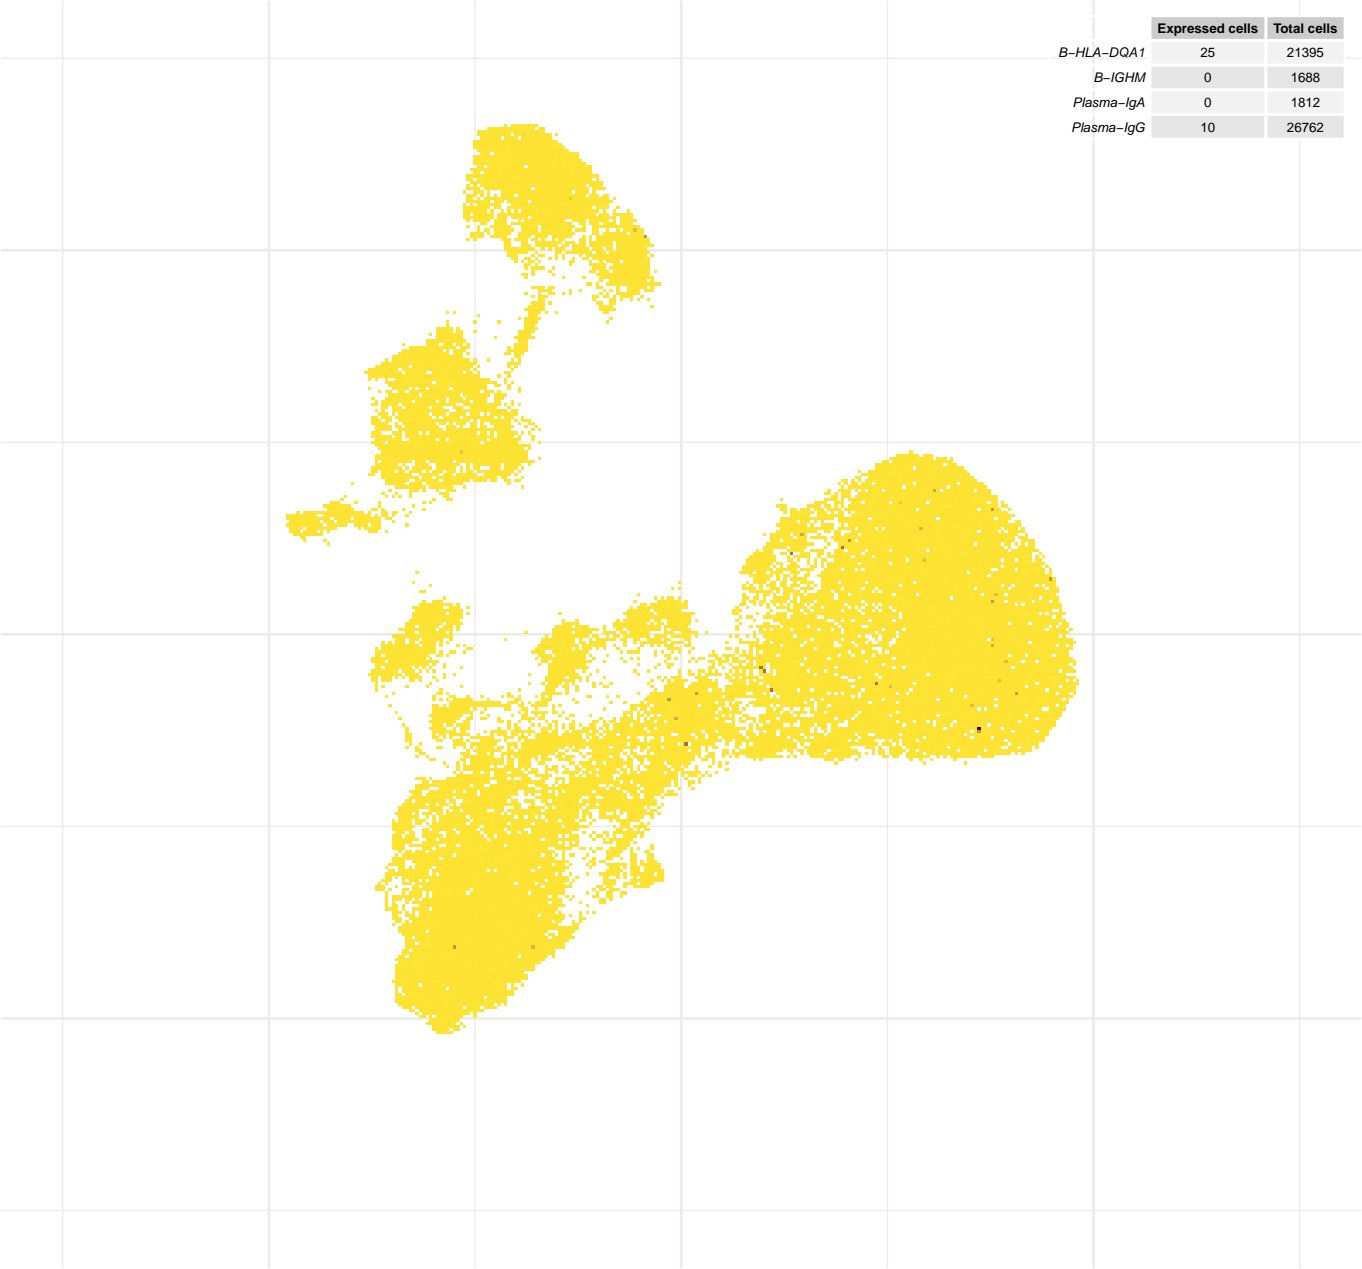 Expressed cells Total cells
B−HLA−DQA1 25 21395
B−IGHM 0 1688
Plasma−IgA 0 1812
Plasma−IgG 10 26762